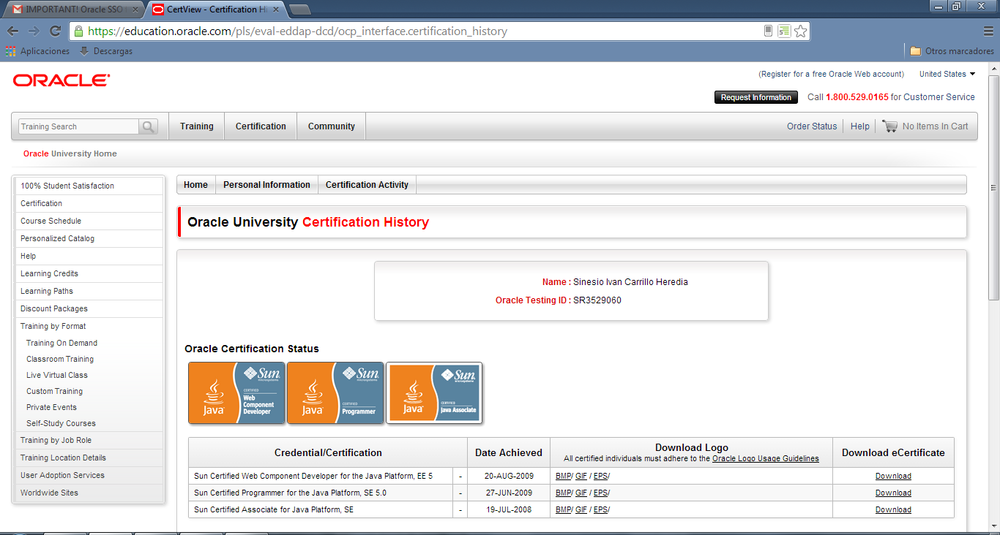 IMPORTANT! Oracle SSO
CertView - Certification Hi
https://education.oracle.com/pls/eval-eddap-dcd/ocp_interface.certification_history
Aplicaciones
Descargas
Otros marcadores
ORACLE
(Register for a free Oracle Web account)
United States
Request Information
Call 1.800.529.0165 for Customer Service
Training Search
Training
Certification
Community
Order Status
Help
No Items In Cart
Oracle University Home
100% Student Satisfaction
Certification
Course Schedule
Personalized Catalog
Help
Learning Credits
Learning Paths
Discount Packages
Training by Format
Training On Demand
Classroom Training
Live Virtual Class
Custom Training
Private Events
Self-Study Courses
Training by Job Role
Training Location Details
User Adoption Services
Worldwide Sites
Home
Personal Information
Certification Activity
Oracle University Certification History
Name : Sinesio Ivan Carrillo Heredia
Oracle Testing ID : SR3529060
Oracle Certification Status
Java
Sun
microsystems
CERTIFIED
Web
Component
Developer
Java
Sun
microsystems
CERTIFIED
Programmer
Java
Sun
microsystems
CERTIFIED
Java Associate
Credential/Certification
Date Achieved
Download Logo
All certified individuals must adhere to the Oracle Logo Usage Guidelines
Download eCertificate
Sun Certified Web Component Developer for the Java Platform, EE 5 - 20-AUG-2009 BMP/ GIF / EPS/ Download
Sun Certified Programmer for the Java Platform, SE 5.0 - 27-JUN-2009 BMP/ GIF / EPS/ Download
Sun Certified Associate for Java Platform, SE - 19-JUL-2008 BMP/ GIF / EPS/ Download